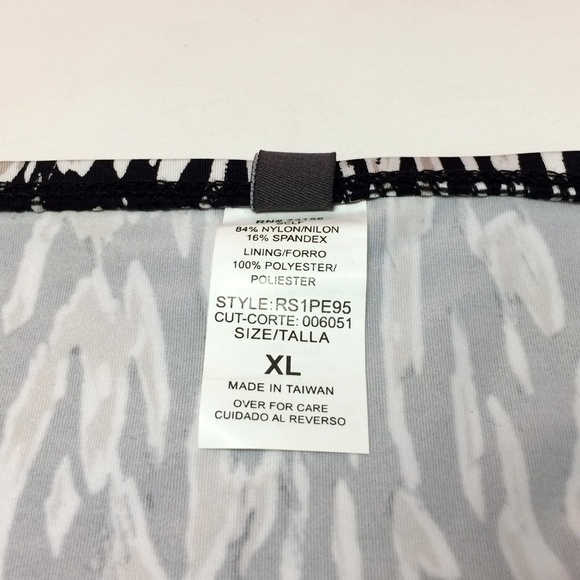 84% NYLON/NILON
16% SPANDEX
LINING/FORRO
100% POLYESTER/
POLIESTER
STYLE:RS1PE95
CUT-CORTE: 006051
SIZE/TALLA
XL
MADE IN TAIWAN
OVER FOR CARE
CUIDADO AL REVERSO